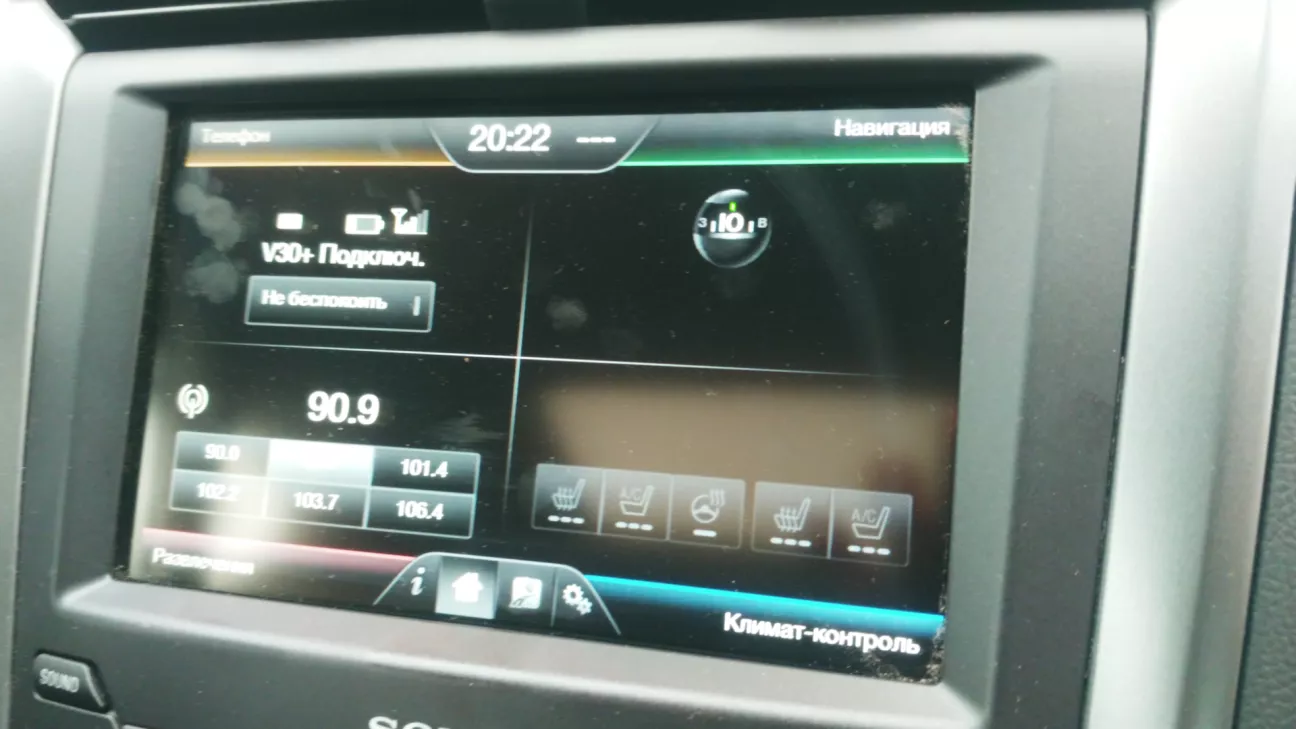 Телефон
20:22 ---
Навигация
V30+ Подключ.
Не беспокоить
З Ю В
90.9
90.9 101.4
102.2 103.7 106.4
A/C
A/C
Развлечения
i
Климат-контроль
SOUND